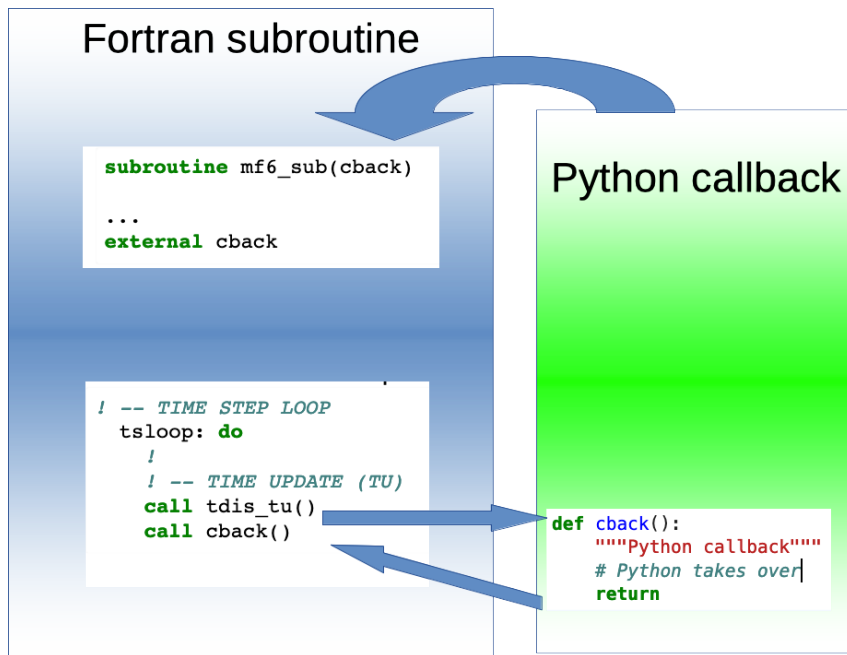 Fortran subroutine
subroutine mf6_sub(cback)
...
external cback
! -- TIME STEP LOOP
tsloop: do
!
! -- TIME UPDATE (TU)
call tdis_tu()
call cback()
Python callback
def cback():
"""Python callback"""
# Python takes over
return